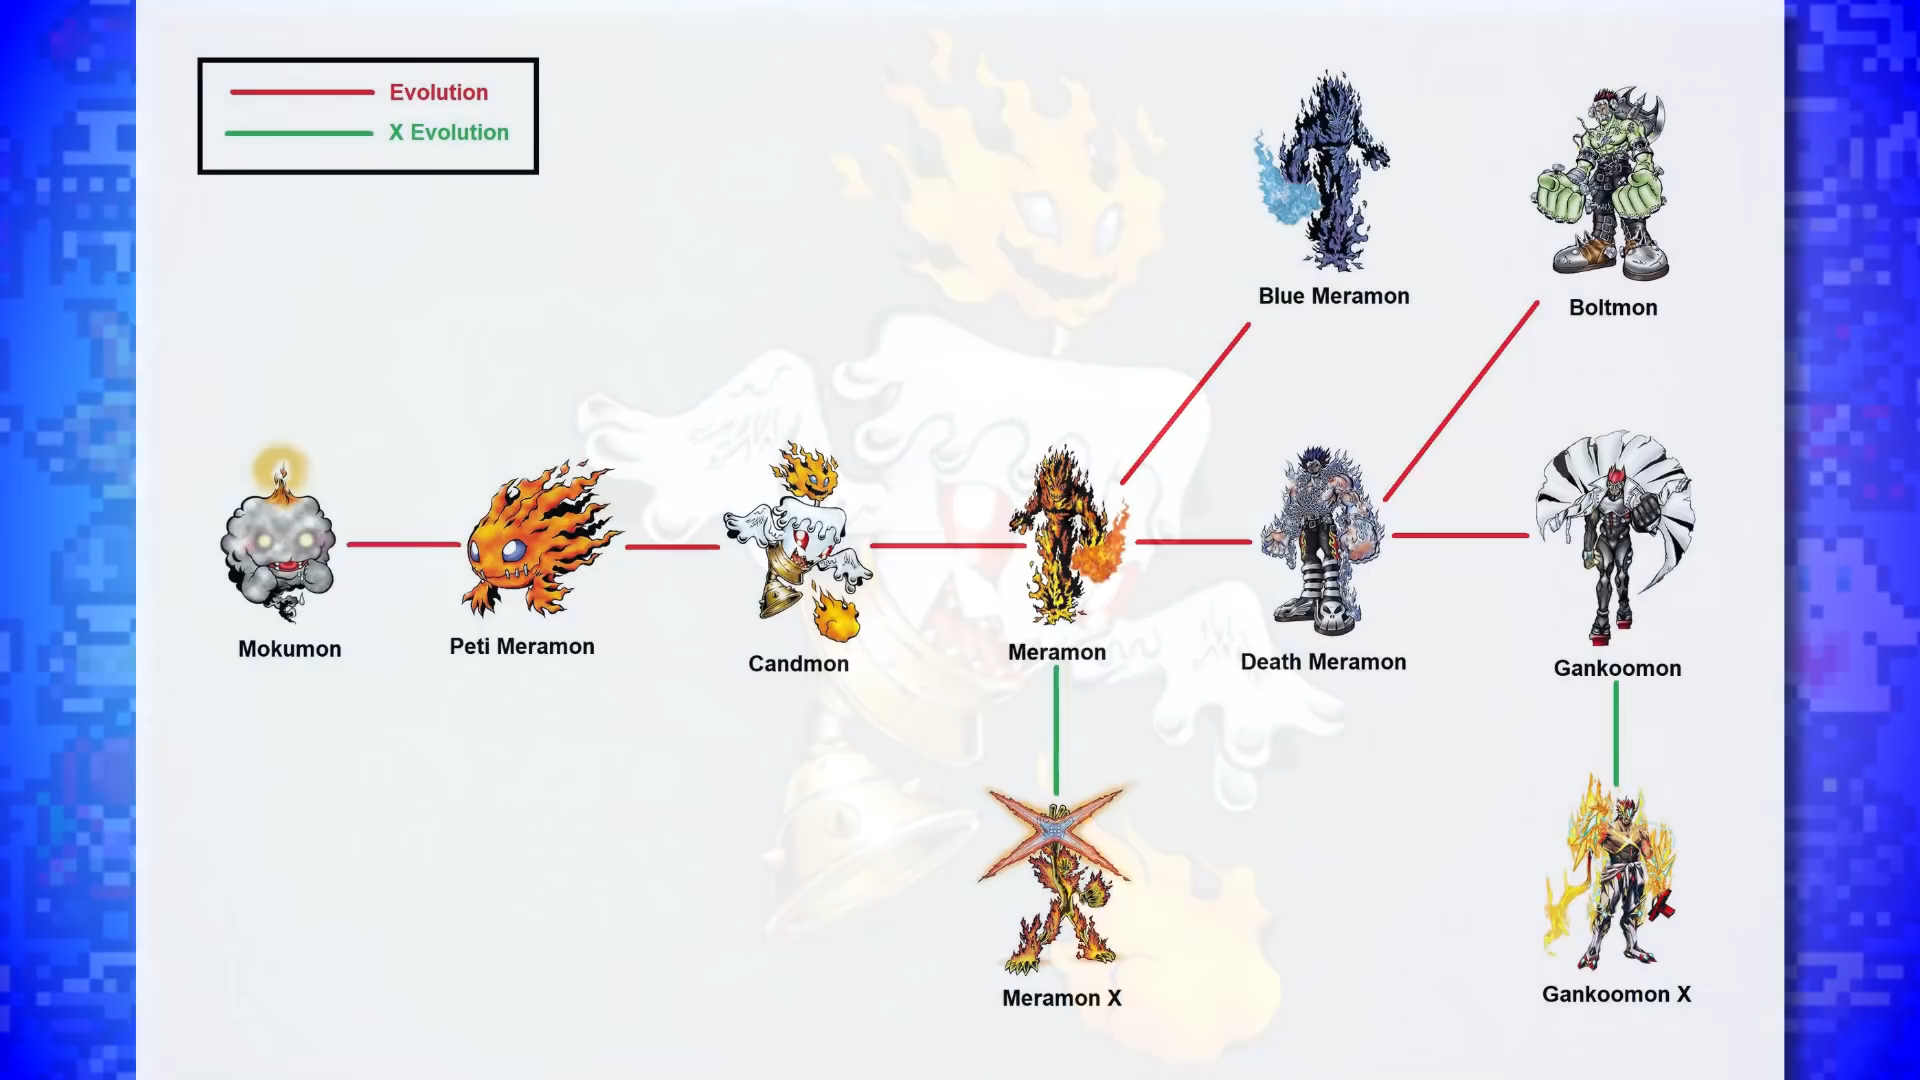 Evolution
X Evolution
Blue Meramon
Boltmon
Mokumon
Peti Meramon
Candmon
Meramon
Death Meramon
Gankoomon
Meramon X
Gankoomon X